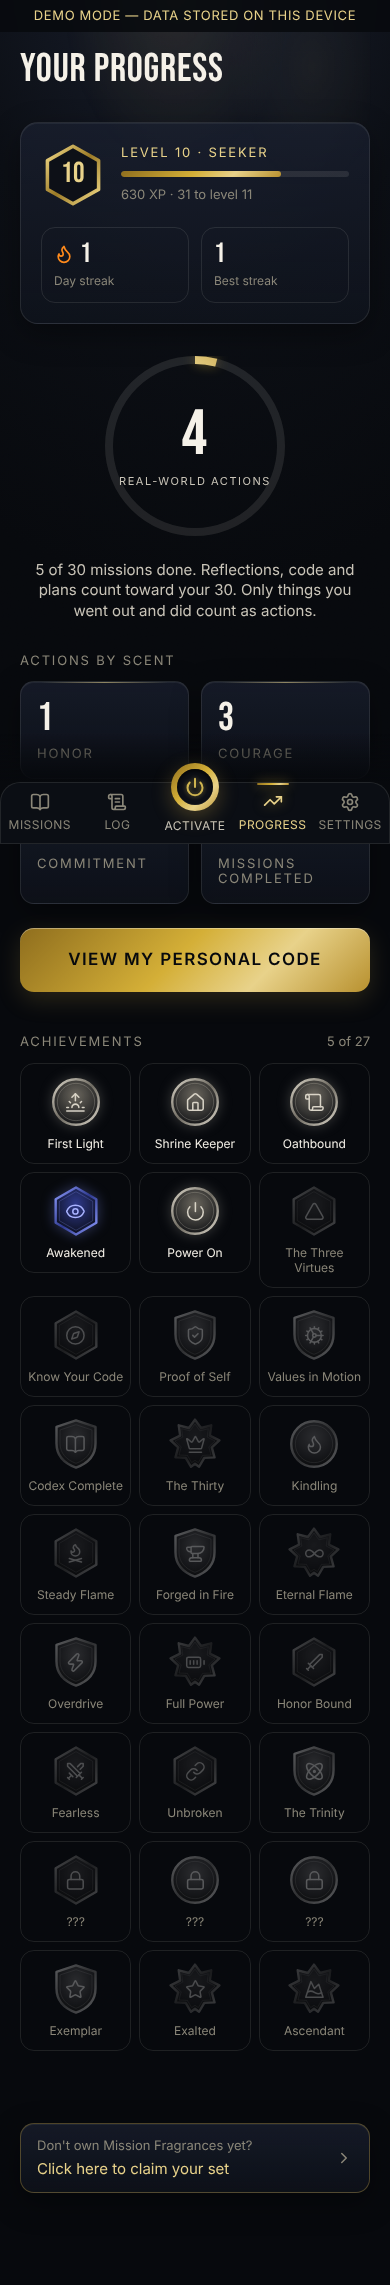 DEMO MODE — DATA STORED ON THIS DEVICE
YOUR PROGRESS
10
LEVEL 10 · SEEKER
630 XP · 31 to level 11
1
Day streak
1
Best streak
4
REAL-WORLD ACTIONS
5 of 30 missions done. Reflections, code and
plans count toward your 30. Only things you
went out and did count as actions.
ACTIONS BY SCENT
1
HONOR
3
COURAGE
MISSIONS
LOG
ACTIVATE
PROGRESS
SETTINGS
COMMITMENT
MISSIONS
COMPLETED
VIEW MY PERSONAL CODE
ACHIEVEMENTS
5 of 27
First Light
Shrine Keeper
Oathbound
Awakened
Power On
The Three
Virtues
Know Your Code
Proof of Self
Values in Motion
Codex Complete
The Thirty
Kindling
Steady Flame
Forged in Fire
Eternal Flame
Overdrive
Full Power
Honor Bound
Fearless
Unbroken
The Trinity
???
???
???
Exemplar
Exalted
Ascendant
Don't own Mission Fragrances yet?
Click here to claim your set